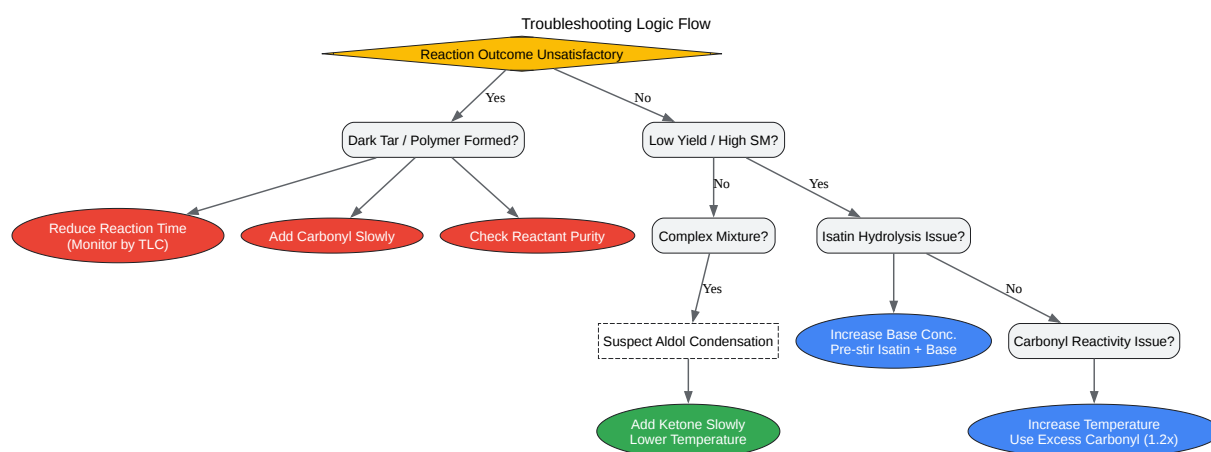 Troubleshooting Logic Flow
Reaction Outcome Unsatisfactory
Yes
No
Dark Tar / Polymer Formed?
Low Yield / High SM?
No
Yes
Reduce Reaction Time
(Monitor by TLC)
Add Carbonyl Slowly
Check Reactant Purity
Complex Mixture?
Isatin Hydrolysis Issue?
Yes
No
Suspect Aldol Condensation
Increase Base Conc.
Pre-stir Isatin + Base
Carbonyl Reactivity Issue?
Add Ketone Slowly
Lower Temperature
Increase Temperature
Use Excess Carbonyl (1.2x)